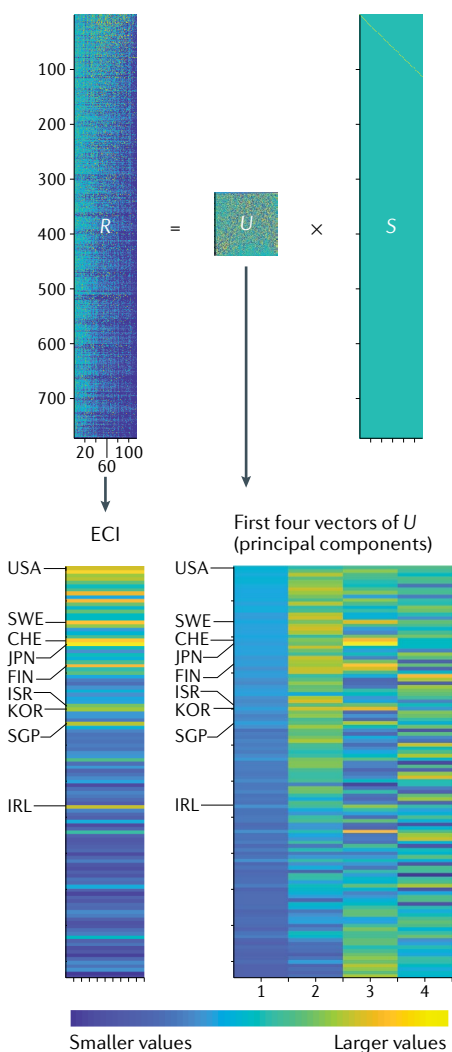 100
200
300
400
500
600
700
R
=
U
×
S
20 100
60
ECI
First four vectors of U
(principal components)
USA
SWE
CHE
JPN
FIN
ISR
KOR
SGP
IRL
USA
SWE
CHE
JPN
FIN
ISR
KOR
SGP
IRL
1 2 3 4
Smaller values Larger values